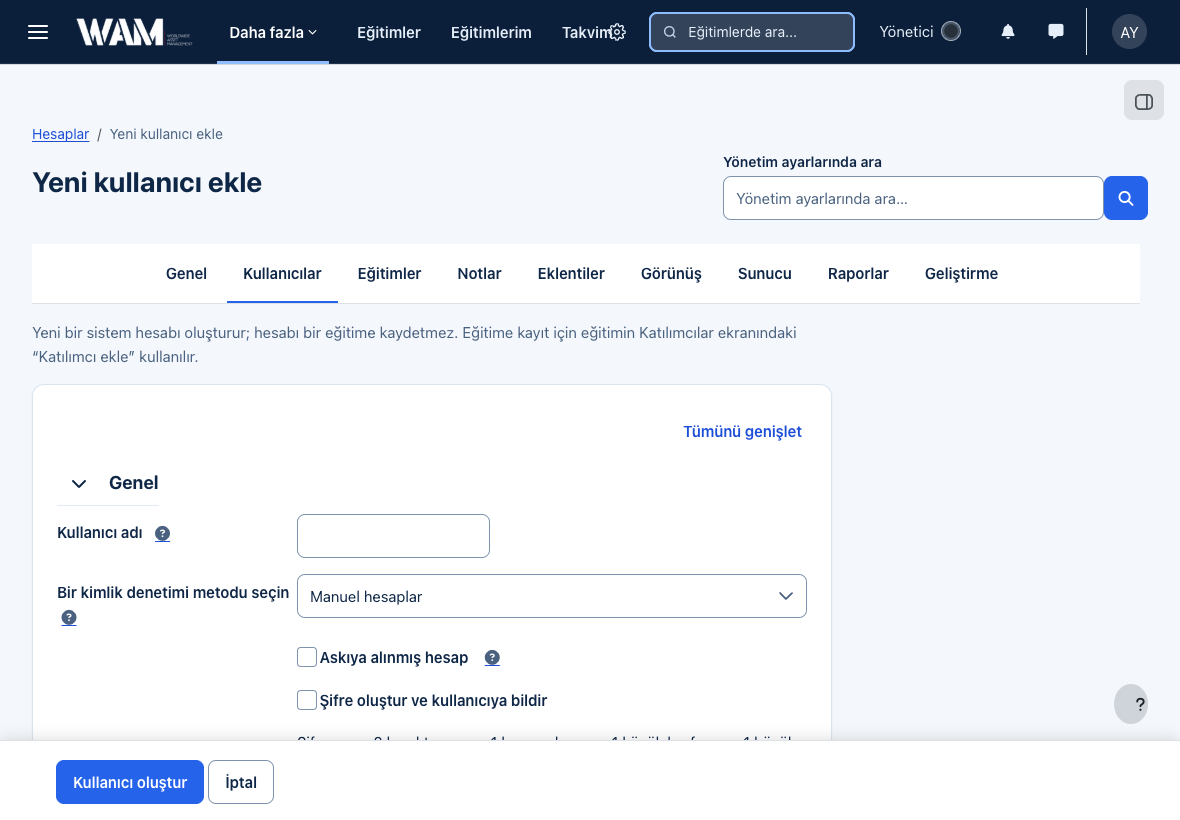 WAM WORLDWIDE ASSET MANAGEMENT
Daha fazla
Eğitimler
Eğitimlerim
Takvim
Eğitimlerde ara...
Yönetici
AY
Hesaplar / Yeni kullanıcı ekle
Yeni kullanıcı ekle
Yönetim ayarlarında ara
Yönetim ayarlarında ara...
Genel
Kullanıcılar
Eğitimler
Notlar
Eklentiler
Görünüş
Sunucu
Raporlar
Geliştirme
Yeni bir sistem hesabı oluşturur; hesabı bir eğitime kaydetmez. Eğitime kayıt için eğitimin Katılımcılar ekranındaki
“Katılımcı ekle” kullanılır.
Tümünü genişlet
Genel
Kullanıcı adı ?
Bir kimlik denetimi metodu seçin
?
Manuel hesaplar
Askıya alınmış hesap ?
Şifre oluştur ve kullanıcıya bildir
?
Kullanıcı oluştur
İptal